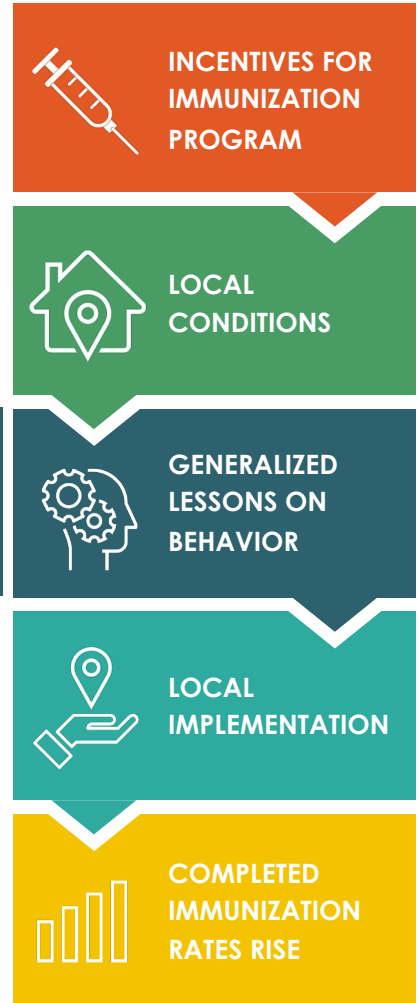 INCENTIVES FOR
IMMUNIZATION
PROGRAM
LOCAL
CONDITIONS
GENERALIZED
LESSONS ON
BEHAVIOR
LOCAL
IMPLEMENTATION
COMPLETED
IMMUNIZATION
RATES RISE